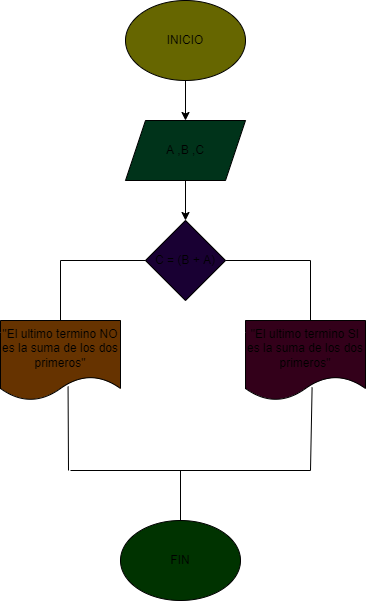 INICIO
A ,B ,C
C = (B + A)
"El ultimo termino NO
es la suma de los dos
primeros"
"El ultimo termino SI
es la suma de los dos
primeros"
FIN